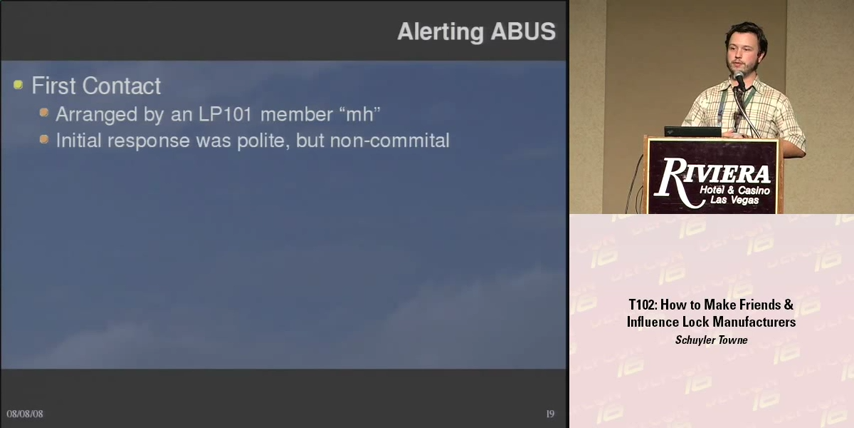 Alerting ABUS
First Contact
Arranged by an LP101 member “mh”
Initial response was polite, but non-commital
08/08/08
19
RIVIERA
Hotel & Casino
Las Vegas
T102: How to Make Friends &
Influence Lock Manufacturers
Schuyler Towne